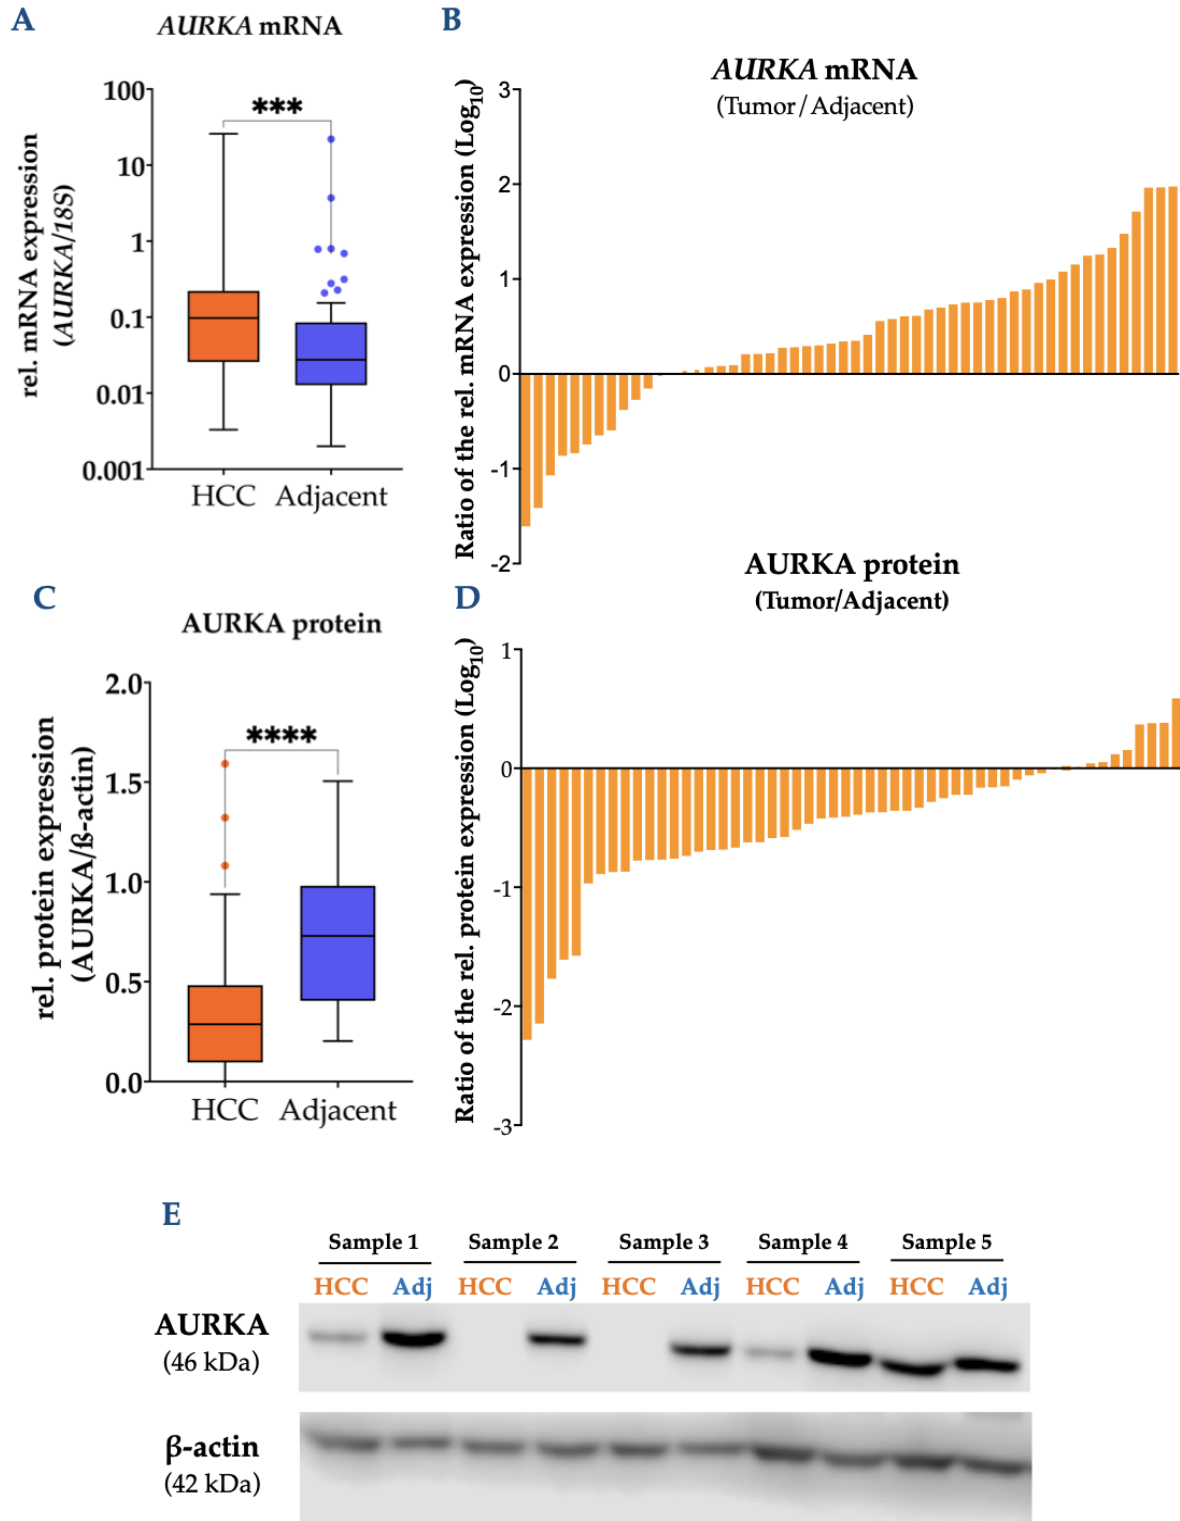 A
AURKA mRNA
rel. mRNA expression
(AURKA/18S)
100
10
1
0.1
0.01
0.001
***
HCC Adjacent
B
AURKA mRNA
(Tumor / Adjacent)
Ratio of the rel. mRNA expression (Log10)
3
2
1
0
-1
-2
C
AURKA protein
rel. protein expression
(AURKA/ß-actin)
2.0
1.5
1.0
0.5
0.0
****
HCC Adjacent
D
AURKA protein
(Tumor/Adjacent)
Ratio of the rel. protein expression (Log10)
1
0
-1
-2
-3
E
Sample 1 Sample 2 Sample 3 Sample 4 Sample 5
HCC Adj HCC Adj HCC Adj HCC Adj HCC Adj
AURKA
(46 kDa)
β-actin
(42 kDa)